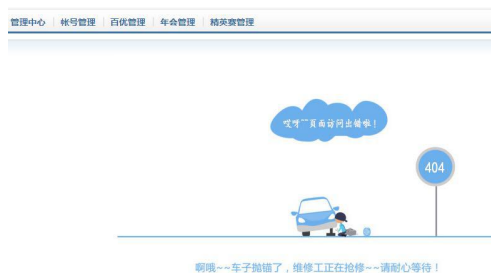 管理中心 帐号管理 百优管理 年会管理 精英赛管理
哎呀~~页面访问出错啦！
404
啊哦~~车子抛锚了，维修工正在抢修~~请耐心等待！